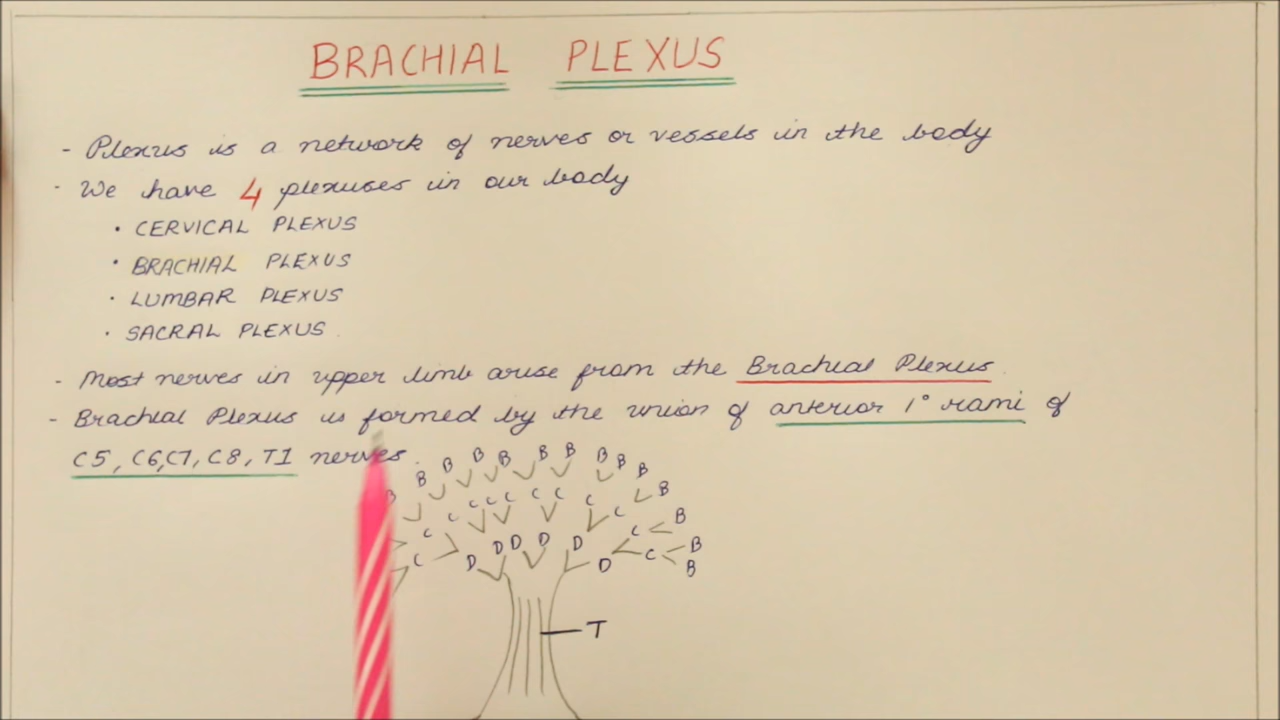 BRACHIAL PLEXUS
- Plexus is a network of nerves or vessels in the body
- We have 4 plexuses in our body
• CERVICAL PLEXUS
• BRACHIAL PLEXUS
• LUMBAR PLEXUS
• SACRAL PLEXUS
- Most nerves in upper limb arise from the Brachial Plexus
- Brachial Plexus is formed by the union of anterior 1° rami of
C5, C6, C7, C8, T1 nerves.
B B B B B B B B B B
B B
C C C C C C C B
C C C B
D D D D D C B
D D C B
T